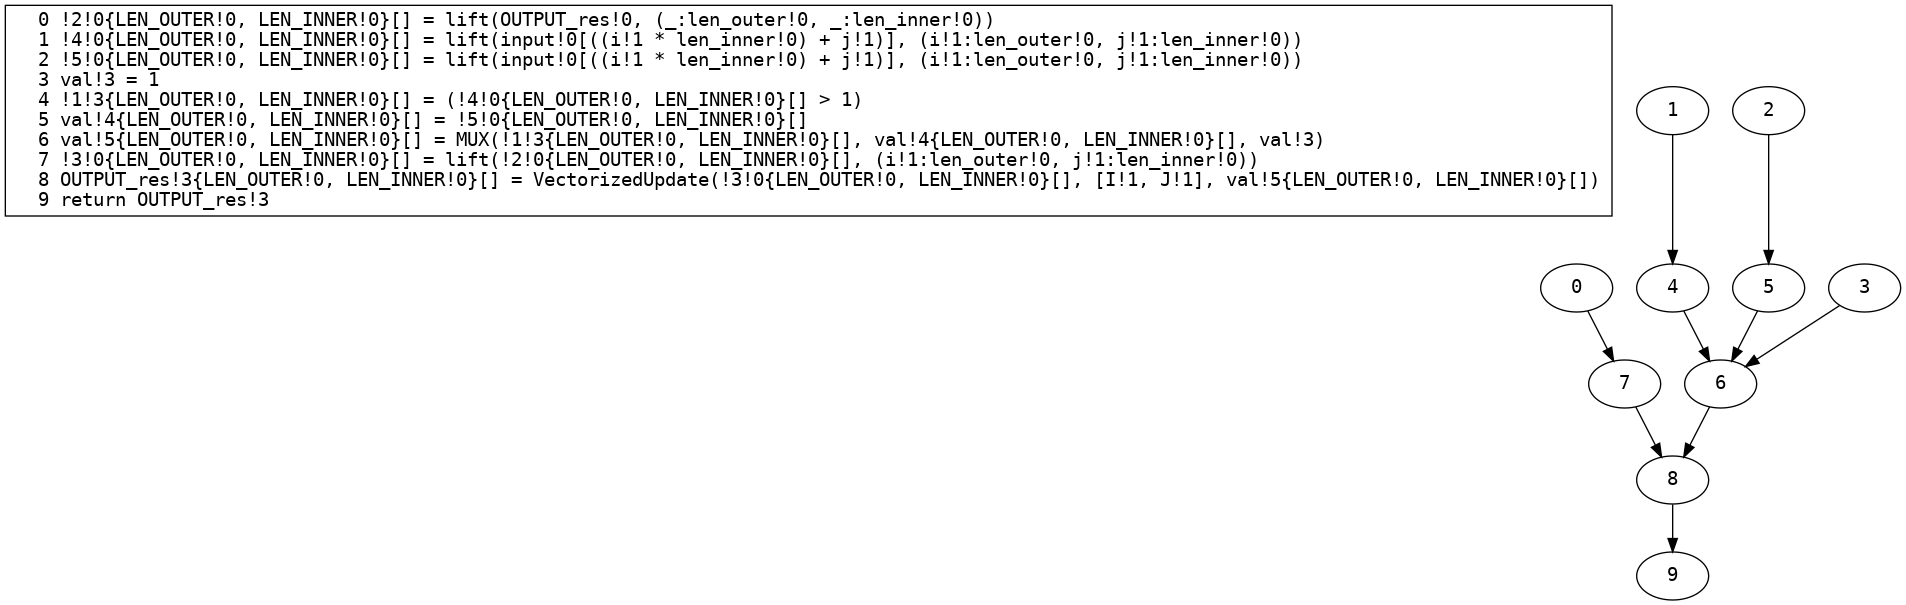 0 !2!0{LEN_OUTER!0, LEN_INNER!0}[] = lift(OUTPUT_res!0, (_:len_outer!0, _:len_inner!0))
1 !4!0{LEN_OUTER!0, LEN_INNER!0}[] = lift(input!0[((i!1 * len_inner!0) + j!1)], (i!1:len_outer!0, j!1:len_inner!0))
2 !5!0{LEN_OUTER!0, LEN_INNER!0}[] = lift(input!0[((i!1 * len_inner!0) + j!1)], (i!1:len_outer!0, j!1:len_inner!0))
3 val!3 = 1
4 !1!3{LEN_OUTER!0, LEN_INNER!0}[] = (!4!0{LEN_OUTER!0, LEN_INNER!0}[] > 1)
5 val!4{LEN_OUTER!0, LEN_INNER!0}[] = !5!0{LEN_OUTER!0, LEN_INNER!0}[]
6 val!5{LEN_OUTER!0, LEN_INNER!0}[] = MUX(!1!3{LEN_OUTER!0, LEN_INNER!0}[], val!4{LEN_OUTER!0, LEN_INNER!0}[], val!3)
7 !3!0{LEN_OUTER!0, LEN_INNER!0}[] = lift(!2!0{LEN_OUTER!0, LEN_INNER!0}[], (i!1:len_outer!0, j!1:len_inner!0))
8 OUTPUT_res!3{LEN_OUTER!0, LEN_INNER!0}[] = VectorizedUpdate(!3!0{LEN_OUTER!0, LEN_INNER!0}[], [I!1, J!1], val!5{LEN_OUTER!0, LEN_INNER!0}[])
9 return OUTPUT_res!3
1 2
0 4 5 3
7 6
8
9